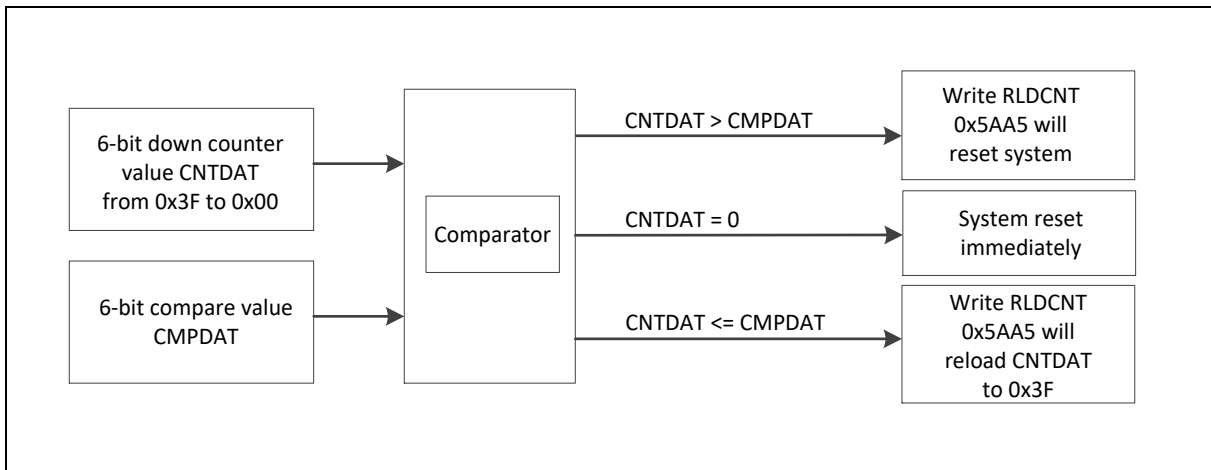 6-bit down counter
value CNTDAT
from 0x3F to 0x00
6-bit compare value
CMPDAT
Comparator
CNTDAT > CMPDAT
CNTDAT = 0
CNTDAT <= CMPDAT
Write RLDCNT
0x5AA5 will
reset system
System reset
immediately
Write RLDCNT
0x5AA5 will
reload CNTDAT
to 0x3F